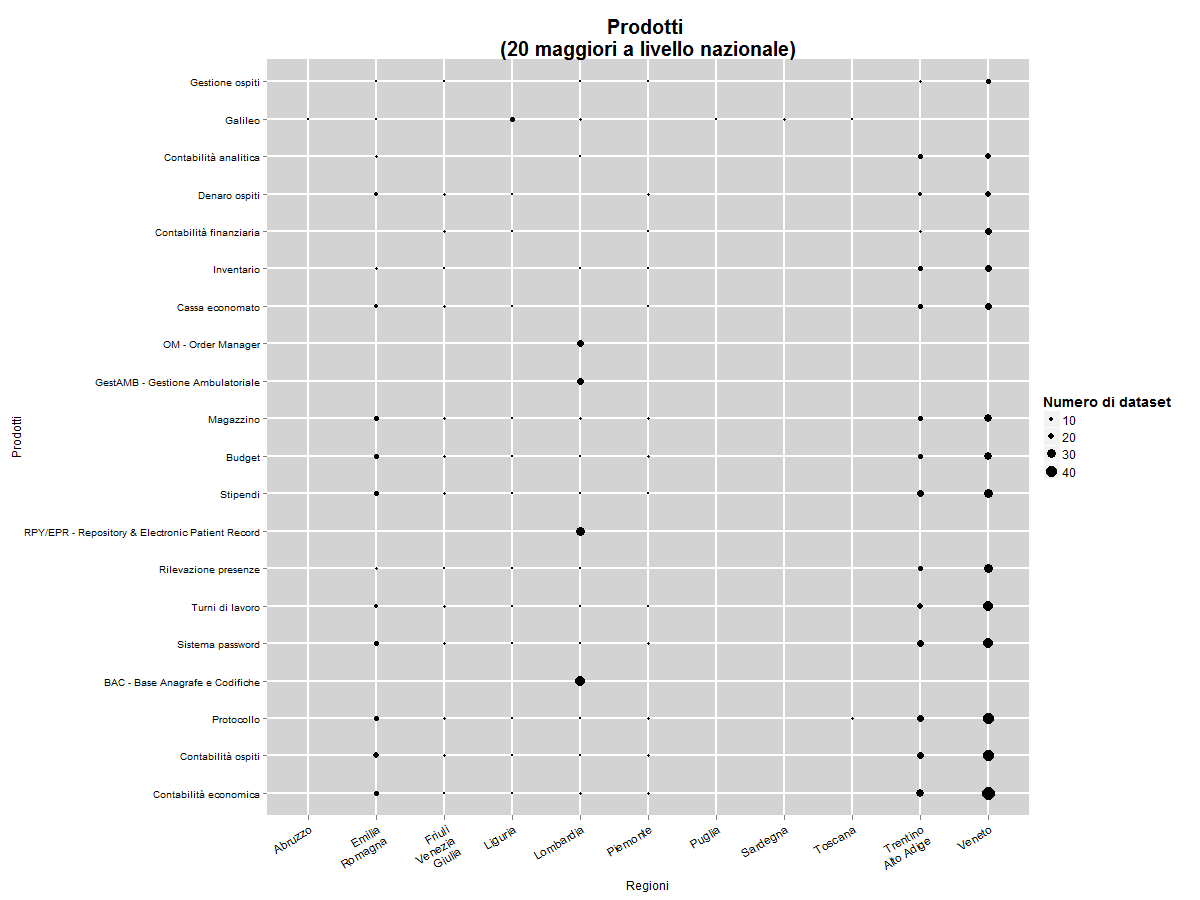 Prodotti
(20 maggiori a livello nazionale)
Prodotti
Gestione ospiti
Galileo
Contabilità analitica
Denaro ospiti
Contabilità finanziaria
Inventario
Cassa economato
OM - Order Manager
GestAMB - Gestione Ambulatoriale
Magazzino
Budget
Stipendi
RPY/EPR - Repository & Electronic Patient Record
Rilevazione presenze
Turni di lavoro
Sistema password
BAC - Base Anagrafe e Codifiche
Protocollo
Contabilità ospiti
Contabilità economica
Abruzzo
Emilia
Romagna
Friuli
Venezia
Giulia
Liguria
Lombardia
Piemonte
Puglia
Sardegna
Toscana
Trentino
Alto Adige
Veneto
Regioni
Numero di dataset
10
20
30
40